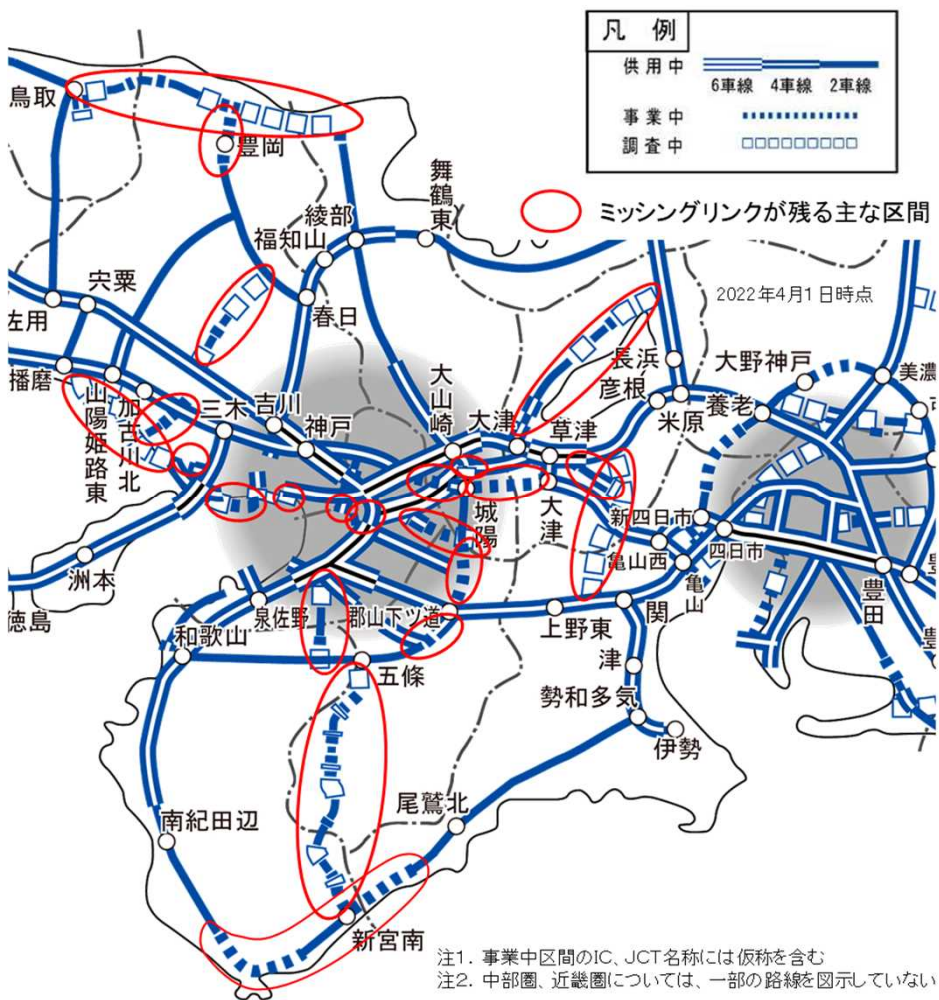 凡 例
供用中
6車線
4車線
2車線
事業中
調査中
ミッシングリンクが残る主な区間
2022年4月1日時点
鳥取
豊岡
舞鶴東
綾部
福知山
春日
宍粟
佐用
播磨
山陽姫路東
加古川北
三木
吉川
神戸
大山崎
大津
草津
長浜
彦根
米原
養老
大野神戸
美濃
城陽
大津
新四日市
亀山西
亀山
四日市
豊田
洲本
徳島
和歌山
泉佐野
郡山下ツ道
五條
上野東
関
津
勢和多気
伊勢
尾鷲北
南紀田辺
新宮南
注1. 事業中区間のIC、JCT名称には仮称を含む
注2. 中部圏、近畿圏については、一部の路線を図示していない